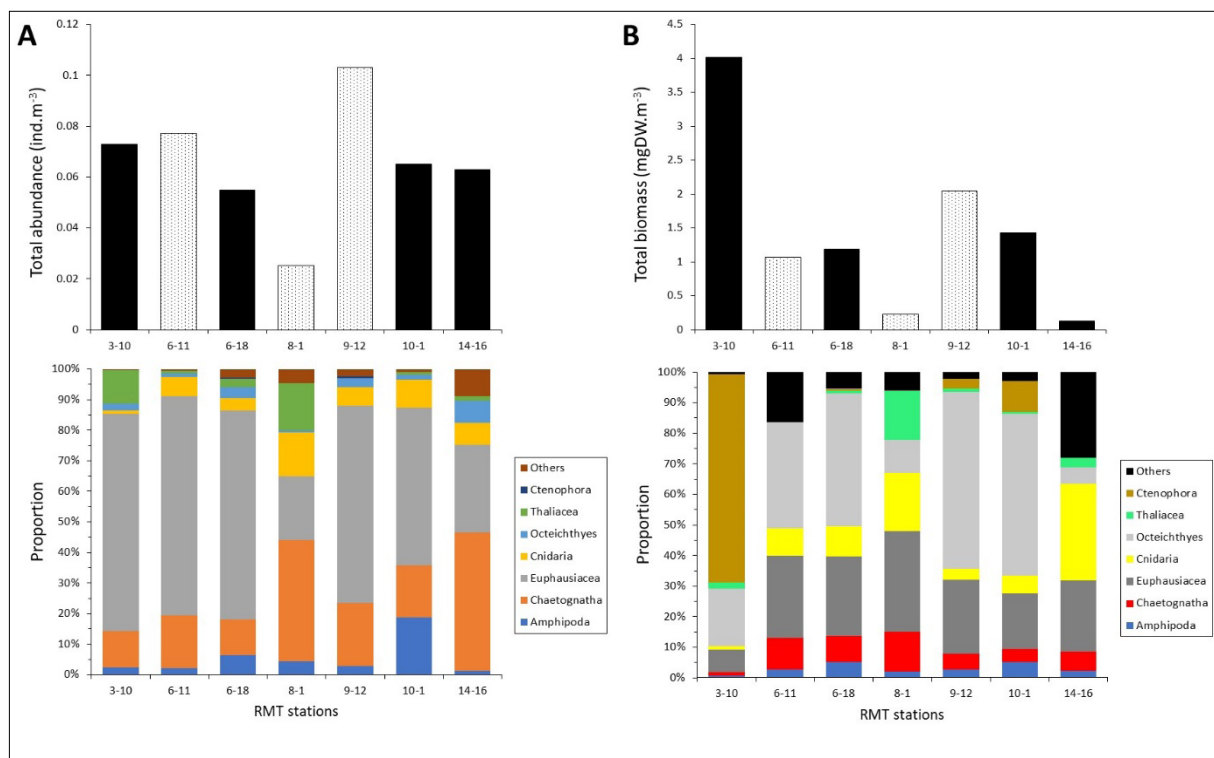 A
Total abundance (ind.m-3)
0.12
0.1
0.08
0.06
0.04
0.02
0
3-10 6-11 6-18 8-1 9-12 10-1 14-16
Proportion
100%
90%
80%
70%
60%
50%
40%
30%
20%
10%
0%
3-10 6-11 6-18 8-1 9-12 10-1 14-16
RMT stations
Others
Ctenophora
Thaliacea
Octeichthyes
Cnidaria
Euphausiacea
Chaetognatha
Amphipoda
B
Total biomass (mgDW.m-3)
4.5
4
3.5
3
2.5
2
1.5
1
0.5
0
3-10 6-11 6-18 8-1 9-12 10-1 14-16
Proportion
100%
90%
80%
70%
60%
50%
40%
30%
20%
10%
0%
3-10 6-11 6-18 8-1 9-12 10-1 14-16
RMT stations
Others
Ctenophora
Thaliacea
Octeichthyes
Cnidaria
Euphausiacea
Chaetognatha
Amphipoda